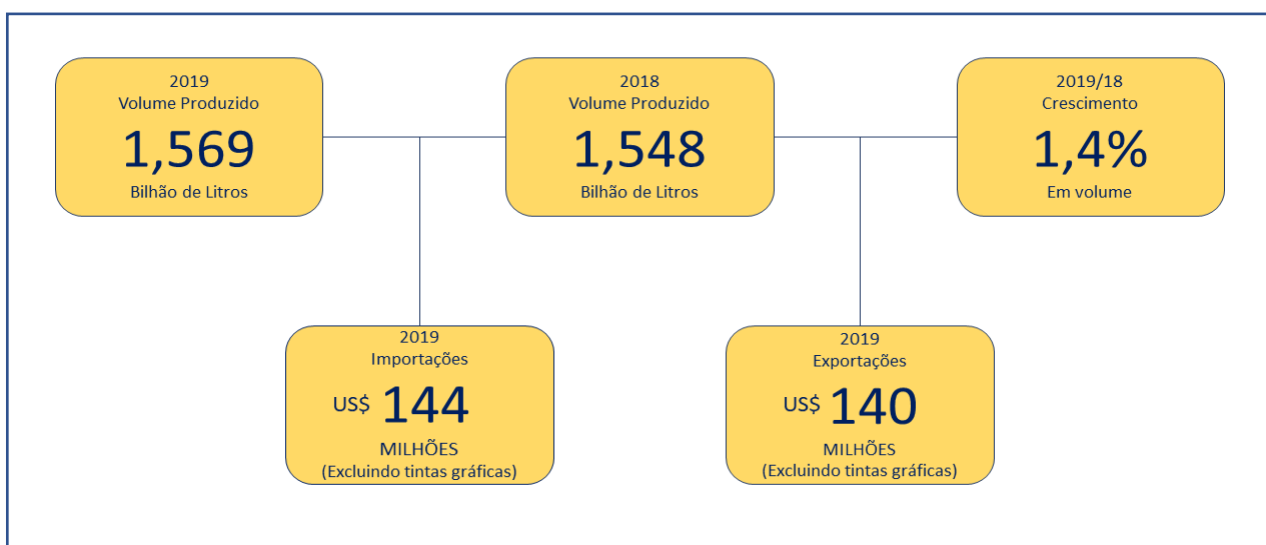 2019
Volume Produzido
1,569
Bilhão de Litros
2018
Volume Produzido
1,548
Bilhão de Litros
2019/18
Crescimento
1,4%
Em volume
2019
Importações
US$ 144
MILHÕES
(Excluindo tintas gráficas)
2019
Exportações
US$ 140
MILHÕES
(Excluindo tintas gráficas)